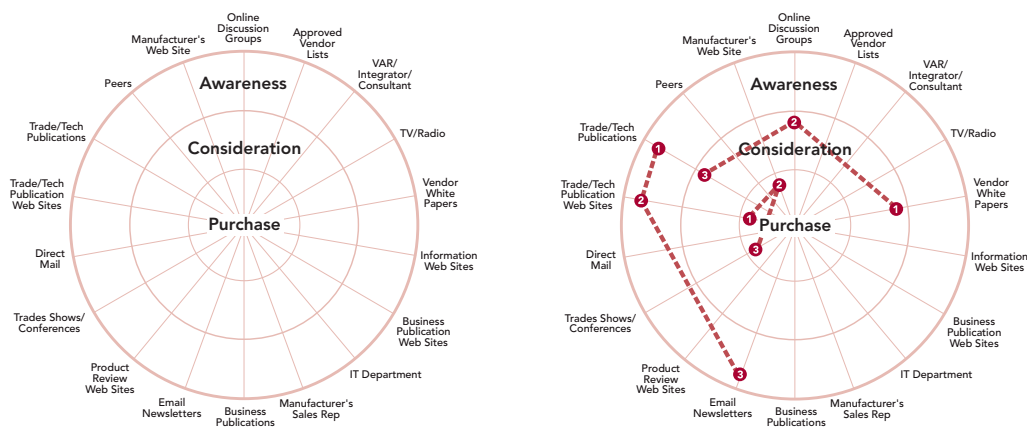 Online
Discussion
Groups
Approved
Vendor
Lists
VAR/
Integrator/
Consultant
TV/Radio
Vendor
White
Papers
Information
Web Sites
Business
Publication
Web Sites
IT Department
Manufacturer's
Sales Rep
Business
Publications
Email
Newsletters
Product
Review
Web Sites
Trades Shows/
Conferences
Direct
Mail
Trade/Tech
Publication
Web Sites
Trade/Tech
Publications
Peers
Manufacturer's
Web Site
Awareness
Consideration
Purchase
Online
Discussion
Groups
Approved
Vendor
Lists
VAR/
Integrator/
Consultant
TV/Radio
Vendor
White
Papers
Information
Web Sites
Business
Publication
Web Sites
IT Department
Manufacturer's
Sales Rep
Business
Publications
Email
Newsletters
Product
Review
Web Sites
Trades Shows/
Conferences
Direct
Mail
Trade/Tech
Publication
Web Sites
Trade/Tech
Publications
Peers
Manufacturer's
Web Site
Awareness
Consideration
Purchase
1
2
3
3
2
1
1
2
3